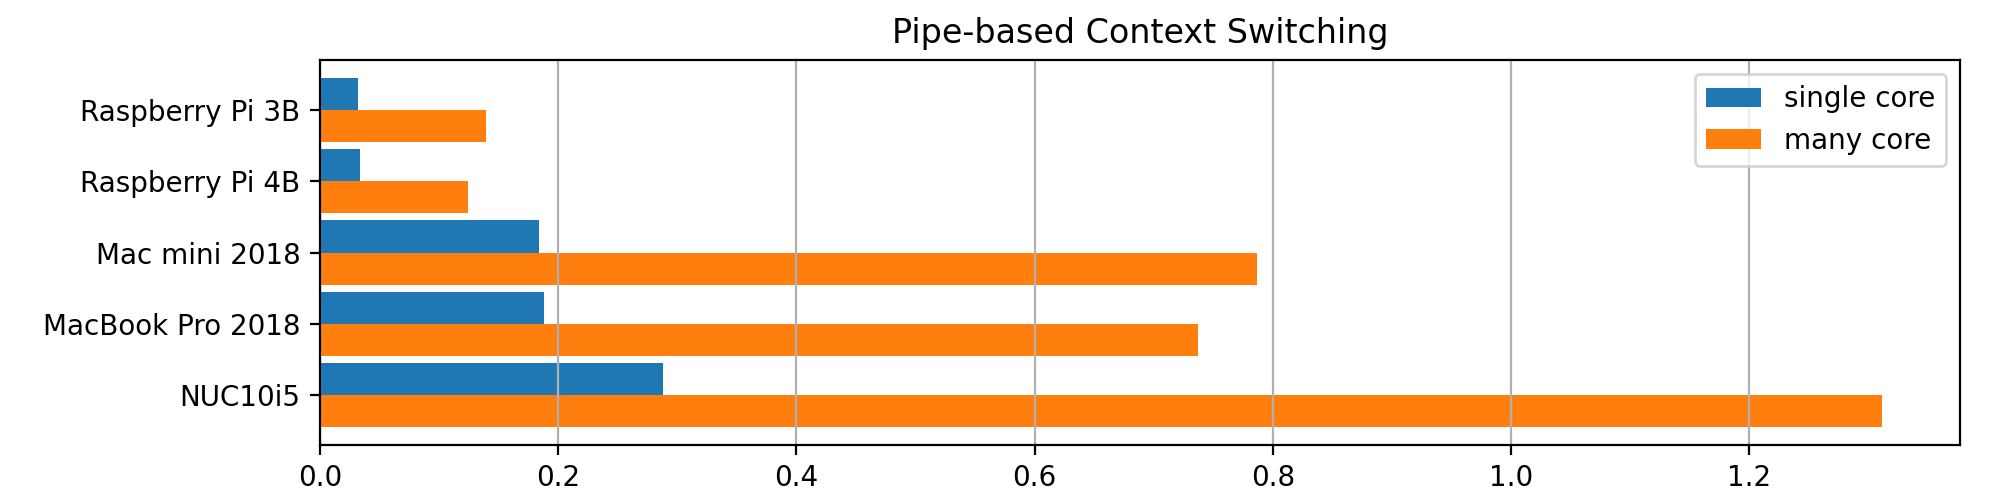 Pipe-based Context Switching
single core
many core
Raspberry Pi 3B
Raspberry Pi 4B
Mac mini 2018
MacBook Pro 2018
NUC10i5
0.0 0.2 0.4 0.6 0.8 1.0 1.2